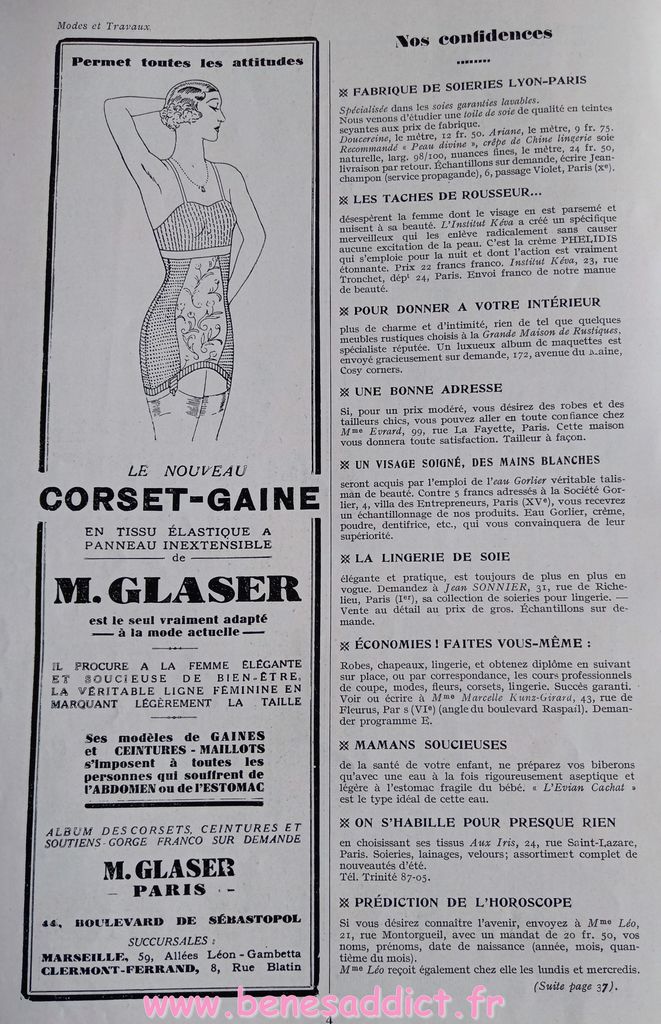 Modes et Travaux.
Permet toutes les attitudes
LE NOUVEAU
CORSET-GAINE
EN TISSU ÉLASTIQUE A
PANNEAU INEXTENSIBLE
de
M. GLASER
est le seul vraiment adapté
— à la mode actuelle —
IL PROCURE A LA FEMME ÉLÉGANTE
ET SOUCIEUSE DE BIEN-ÊTRE,
LA VÉRITABLE LIGNE FÉMININE EN
MARQUANT LÉGÈREMENT LA TAILLE
Ses modèles de GAINES
et CEINTURES - MAILLOTS
s'imposent à toutes les
personnes qui souffrent de
l'ABDOMEN ou de l'ESTOMAC
ALBUM DES CORSETS, CEINTURES ET
SOUTIENS-GORGE FRANCO SUR DEMANDE
M. GLASER
- PARIS -
44, BOULEVARD DE SÉBASTOPOL
SUCCURSALES :
MARSEILLE, 59, Allées Léon-Gambetta
CLERMONT-FERRAND, 8, Rue Blatin
Nos confidences
※ FABRIQUE DE SOIERIES LYON-PARIS
Spécialisée dans les soies garanties lavables.
Nous venons d'étudier une toile de soie de qualité en teintes
seyantes aux prix de fabrique.
Doucereine, le mètre, 12 fr. 50. Ariane, le mètre, 9 fr. 75.
Recommandé « Peau divine », crêpe de Chine lingerie soie
naturelle, larg. 98/100, nuances fines, le mètre, 24 fr. 50,
livraison par retour. Échantillons sur demande, écrire Jean-
champon (service propagande), 6, passage Violet, Paris (xe).
※ LES TACHES DE ROUSSEUR...
désespèrent la femme dont le visage en est parsemé et
nuisent à sa beauté. L'Institut Kéva a créé un spécifique
merveilleux qui les enlève radicalement sans causer
aucune excitation de la peau. C'est la crème PHELIDIS
qui s'emploie pour la nuit et dont l'action est vraiment
étonnante. Prix 22 francs franco. Institut Kéva, 23, rue
Tronchet, dépt 24, Paris. Envoi franco de notre manue
de beauté.
※ POUR DONNER A VOTRE INTÉRIEUR
plus de charme et d'intimité, rien de tel que quelques
meubles rustiques choisis à la Grande Maison de Rustiques,
spécialiste réputée. Un luxueux album de maquettes est
envoyé gracieusement sur demande, 172, avenue du Maine,
Cosy corners.
※ UNE BONNE ADRESSE
Si, pour un prix modéré, vous désirez des robes et des
tailleurs chics, vous pouvez aller en toute confiance chez
Mme Evrard, 99, rue La Fayette, Paris. Cette maison
vous donnera toute satisfaction. Tailleur à façon.
※ UN VISAGE SOIGNÉ, DES MAINS BLANCHES
seront acquis par l'emploi de l'eau Gorlier véritable talis-
man de beauté. Contre 5 francs adressés à la Société Gor-
lier, 4, villa des Entrepreneurs, Paris (XVe), vous recevrez
un échantillonnage de nos produits. Eau Gorlier, crème,
poudre, dentifrice, etc., qui vous convainquera de leur
supériorité.
※ LA LINGERIE DE SOIE
élégante et pratique, est toujours de plus en plus en
vogue. Demandez à Jean SONNIER, 31, rue de Riche-
lieu, Paris (Ier), sa collection de soieries pour lingerie. —
Vente au détail au prix de gros. Échantillons sur de-
mande.
※ ÉCONOMIES ! FAITES VOUS-MÊME :
Robes, chapeaux, lingerie, et obtenez diplôme en suivant
sur place, ou par correspondance, les cours professionnels
de coupe, modes, fleurs, corsets, lingerie. Succès garanti.
Voir ou écrire à Mme Marcelle Kunz-Girard, 43, rue de
Fleurus, Par s (VIe) (angle du boulevard Raspail). Deman-
der programme E.
※ MAMANS SOUCIEUSES
de la santé de votre enfant, ne préparez vos biberons
qu'avec une eau à la fois rigoureusement aseptique et
légère à l'estomac fragile du bébé. « L'Evian Cachat »
est le type idéal de cette eau.
※ ON S'HABILLE POUR PRESQUE RIEN
en choisissant ses tissus Aux Iris, 24, rue Saint-Lazare,
Paris. Soieries, lainages, velours; assortiment complet de
nouveautés d'été.
Tél. Trinité 87-05.
※ PRÉDICTION DE L'HOROSCOPE
Si vous désirez connaître l'avenir, envoyez à Mme Léo,
21, rue Montorgueil, avec un mandat de 20 fr. 50, vos
noms, prénoms, date de naissance (année, mois, quan-
tième du mois).
Mme Léo reçoit également chez elle les lundis et mercredis.
(Suite page 37).
www.benesaddict.fr
4